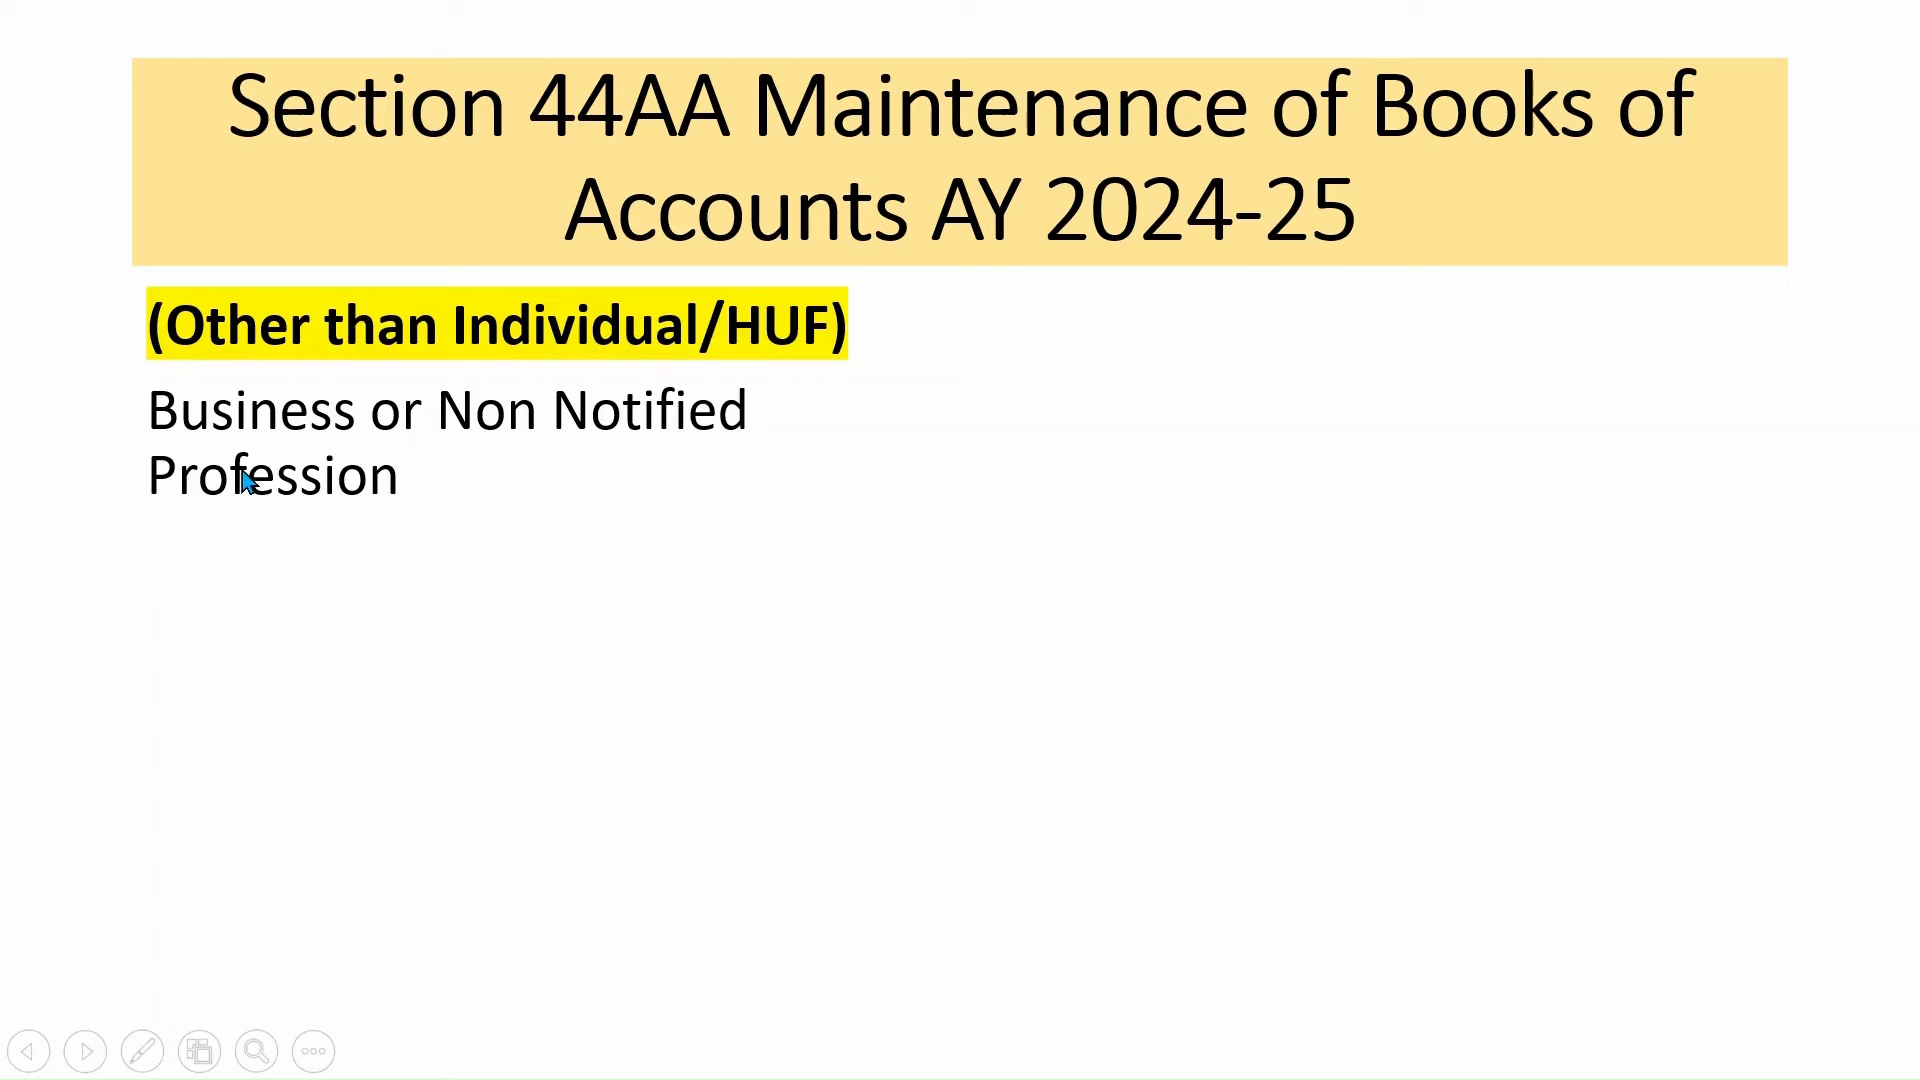 Section 44AA Maintenance of Books of
Accounts AY 2024-25
(Other than Individual/HUF)
Business or Non Notified
Profession